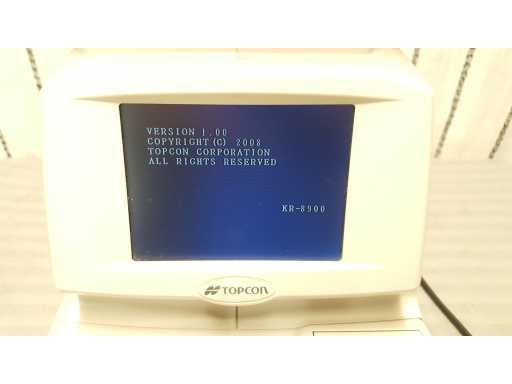 VERSION 1.00
COPYRIGHT(C) 2008
TOPCON CORPORATION
ALL RIGHTS RESERVED
KR-8900
TOPCON